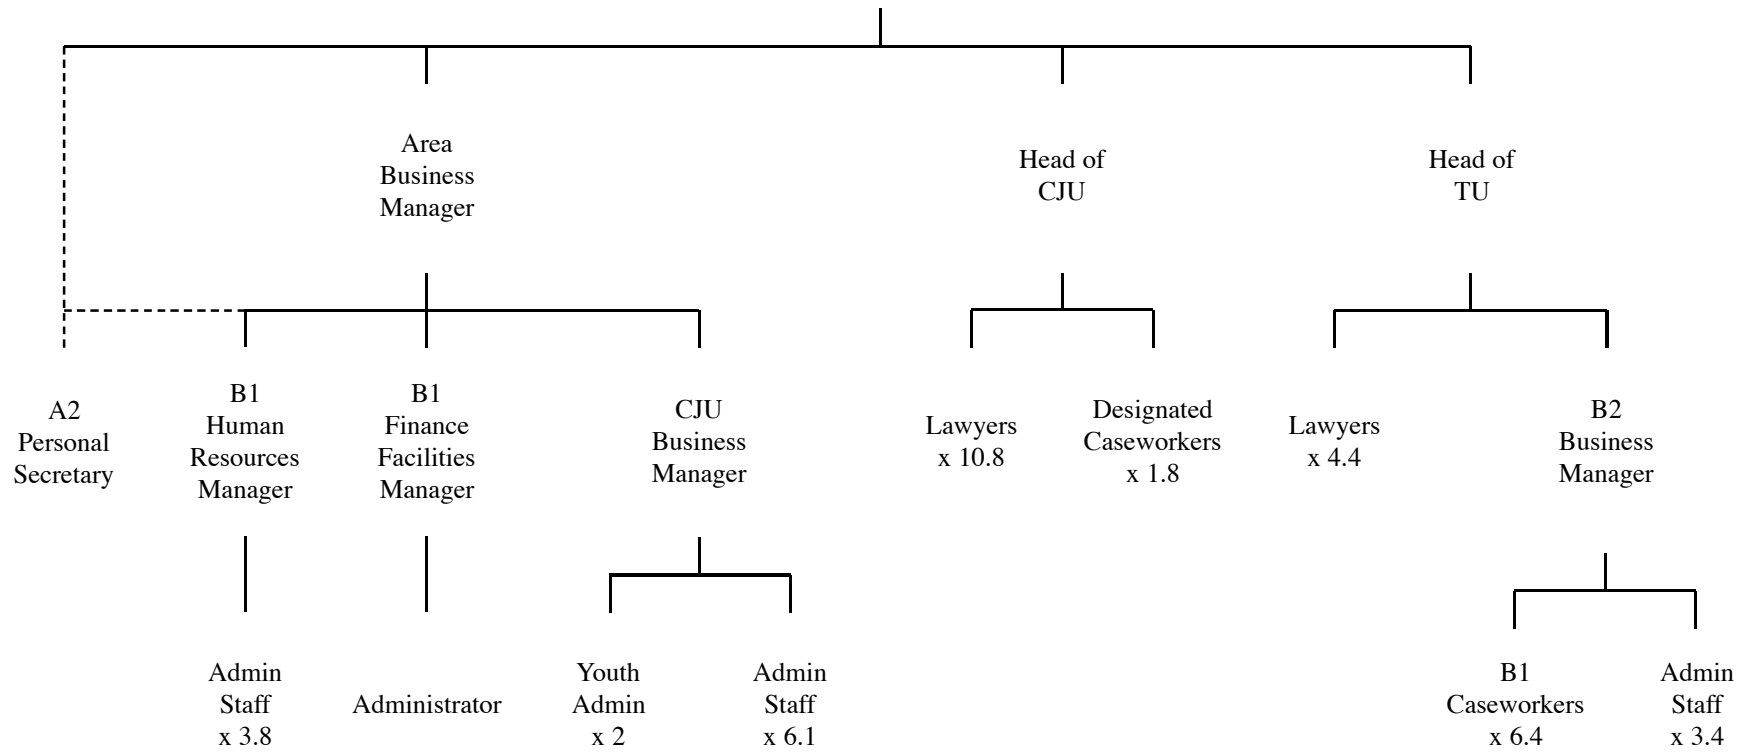 Area
Business
Manager
Head of
CJU
Head of
TU
A2
Personal
Secretary
B1
Human
Resources
Manager
B1
Finance
Facilities
Manager
CJU
Business
Manager
Lawyers
x 10.8
Designated
Caseworkers
x 1.8
Lawyers
x 4.4
B2
Business
Manager
Admin
Staff
x 3.8
Administrator
Youth
Admin
x 2
Admin
Staff
x 6.1
B1
Caseworkers
x 6.4
Admin
Staff
x 3.4